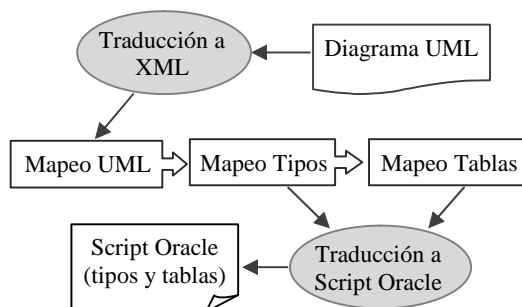 Traducción a
XML
Diagrama UML
Mapeo UML
Mapeo Tipos
Mapeo Tablas
Script Oracle
(tipos y tablas)
Traducción a
Script Oracle